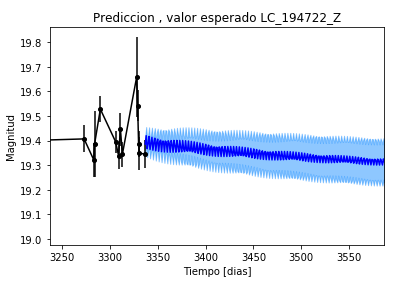 Prediccion , valor esperado LC_194722_Z
Magnitud
19.8
19.7
19.6
19.5
19.4
19.3
19.2
19.1
19.0
3250 3300 3350 3400 3450 3500 3550
Tiempo [dias]